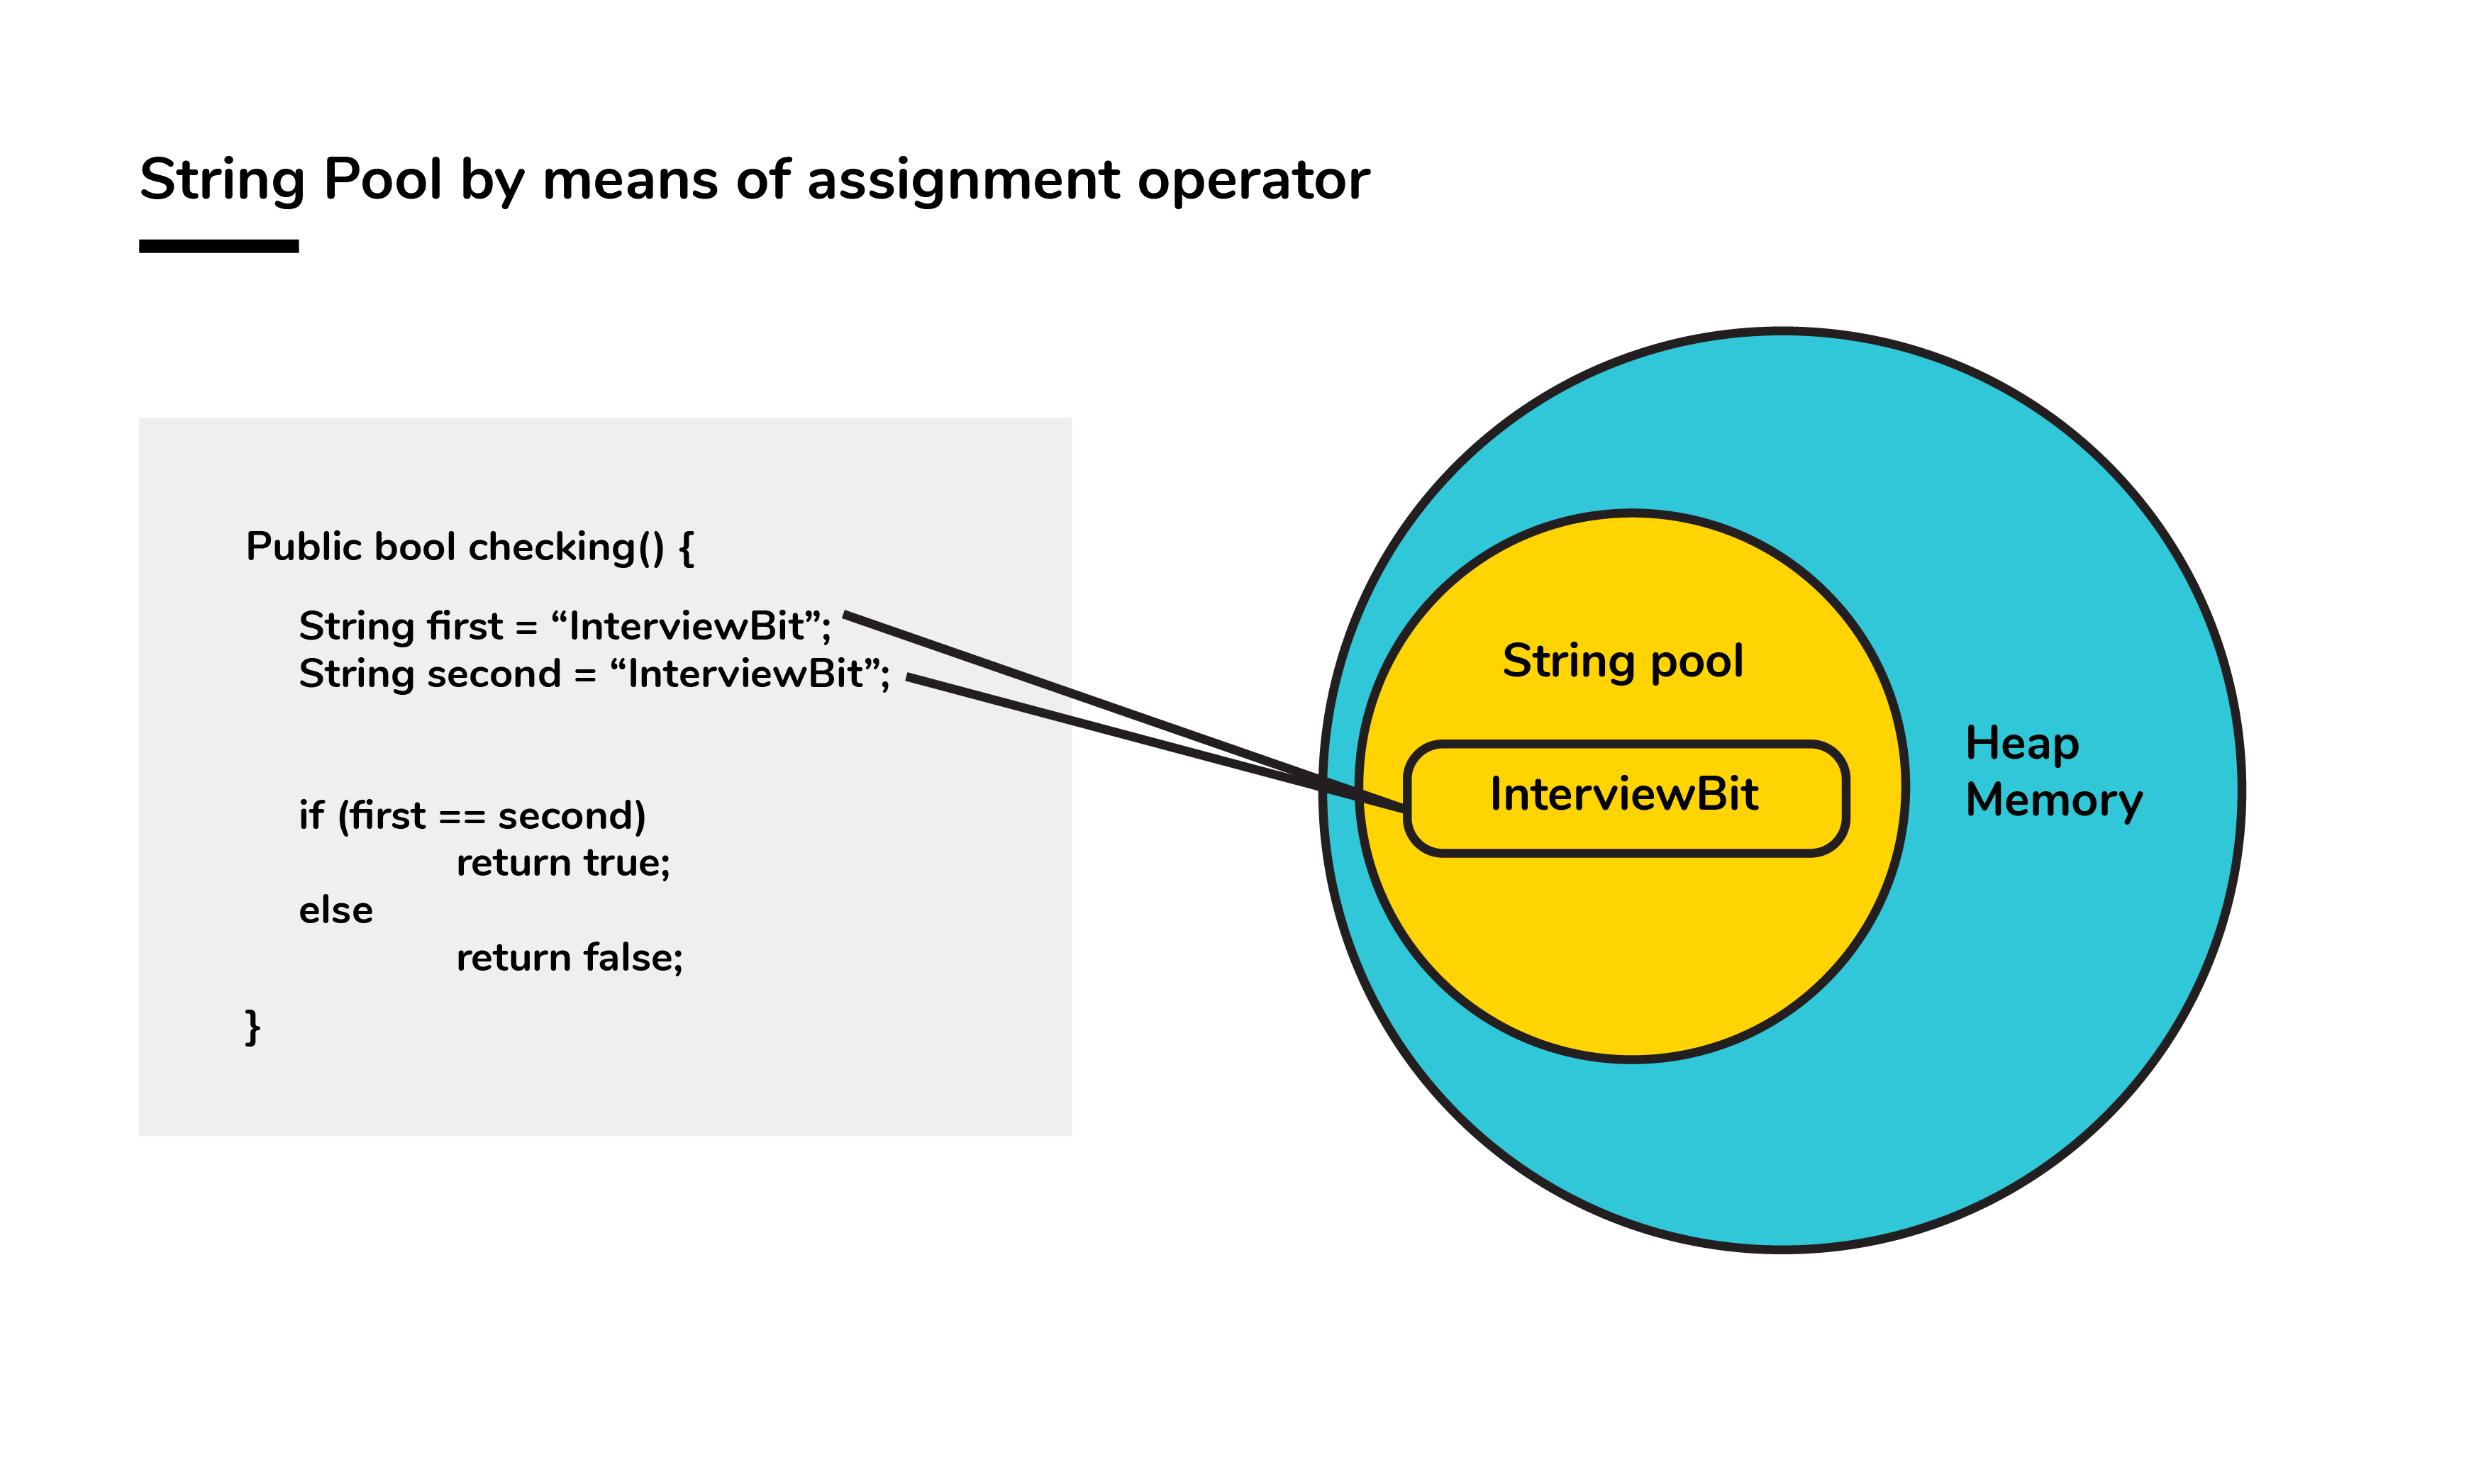 String Pool by means of assignment operator
Public bool checking() {
String first = “InterviewBit”;
String second = “InterviewBit”;
if (first == second)
return true;
else
return false;
}
String pool
InterviewBit
Heap
Memory